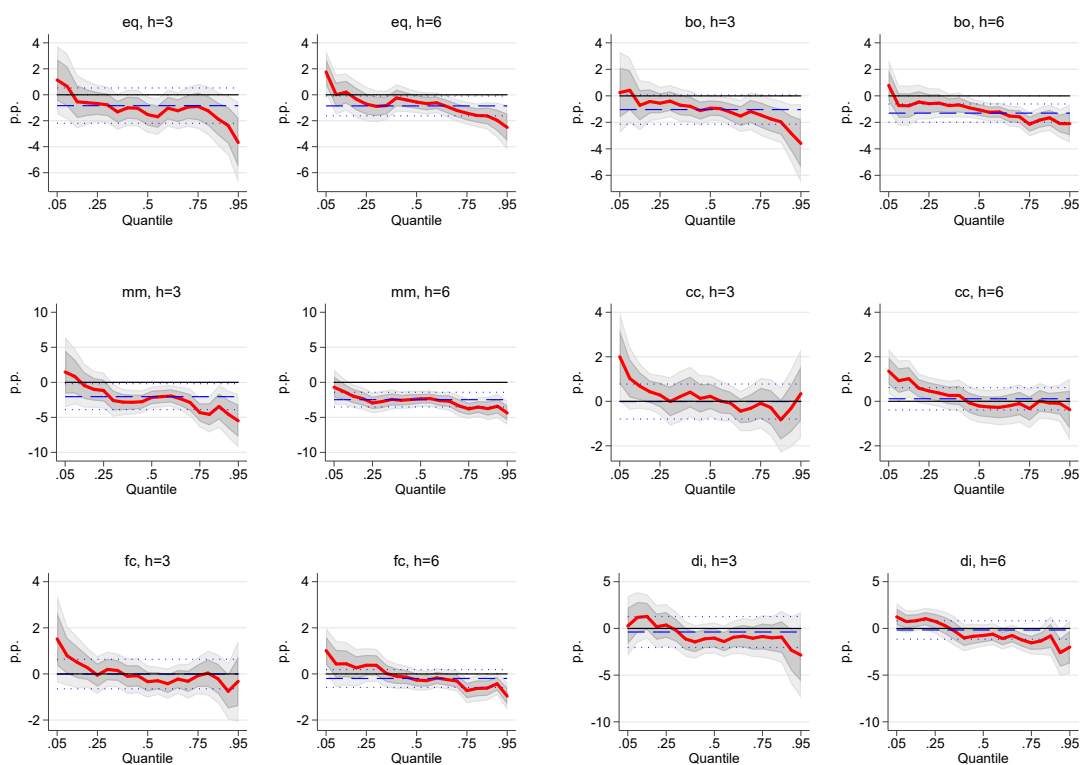 eq, h=3
4
2
0
-2
-4
-6
p.p.
.05 .25 .5 .75 .95
Quantile
eq, h=6
4
2
0
-2
-4
-6
p.p.
.05 .25 .5 .75 .95
Quantile
bo, h=3
4
2
0
-2
-4
-6
p.p.
.05 .25 .5 .75 .95
Quantile
bo, h=6
4
2
0
-2
-4
-6
p.p.
.05 .25 .5 .75 .95
Quantile
mm, h=3
10
5
0
-5
-10
p.p.
.05 .25 .5 .75 .95
Quantile
mm, h=6
10
5
0
-5
-10
p.p.
.05 .25 .5 .75 .95
Quantile
cc, h=3
4
2
0
-2
p.p.
.05 .25 .5 .75 .95
Quantile
cc, h=6
4
2
0
-2
p.p.
.05 .25 .5 .75 .95
Quantile
fc, h=3
4
2
0
-2
p.p.
.05 .25 .5 .75 .95
Quantile
fc, h=6
4
2
0
-2
p.p.
.05 .25 .5 .75 .95
Quantile
di, h=3
5
0
-5
-10
p.p.
.05 .25 .5 .75 .95
Quantile
di, h=6
5
0
-5
-10
p.p.
.05 .25 .5 .75 .95
Quantile